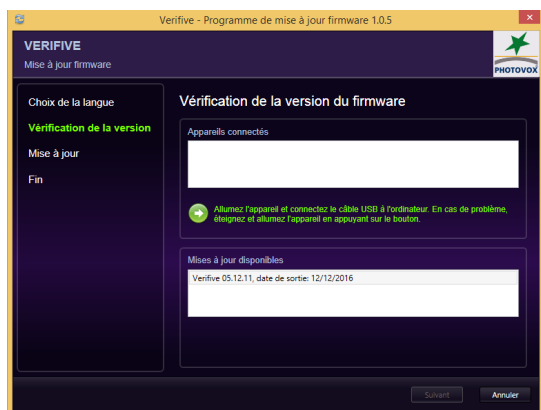 Verifive - Programme de mise à jour firmware 1.0.5
VERIFIVE
Mise à jour firmware
PHOTOVOX
Choix de la langue
Vérification de la version
Mise à jour
Fin
Vérification de la version du firmware
Appareils connectés
Allumez l'appareil et connectez le câble USB à l'ordinateur. En cas de problème,
éteignez et allumez l'appareil en appuyant sur le bouton.
Mises à jour disponibles
Verifive 05.12.11, date de sortie: 12/12/2016
Suivant
Annuler